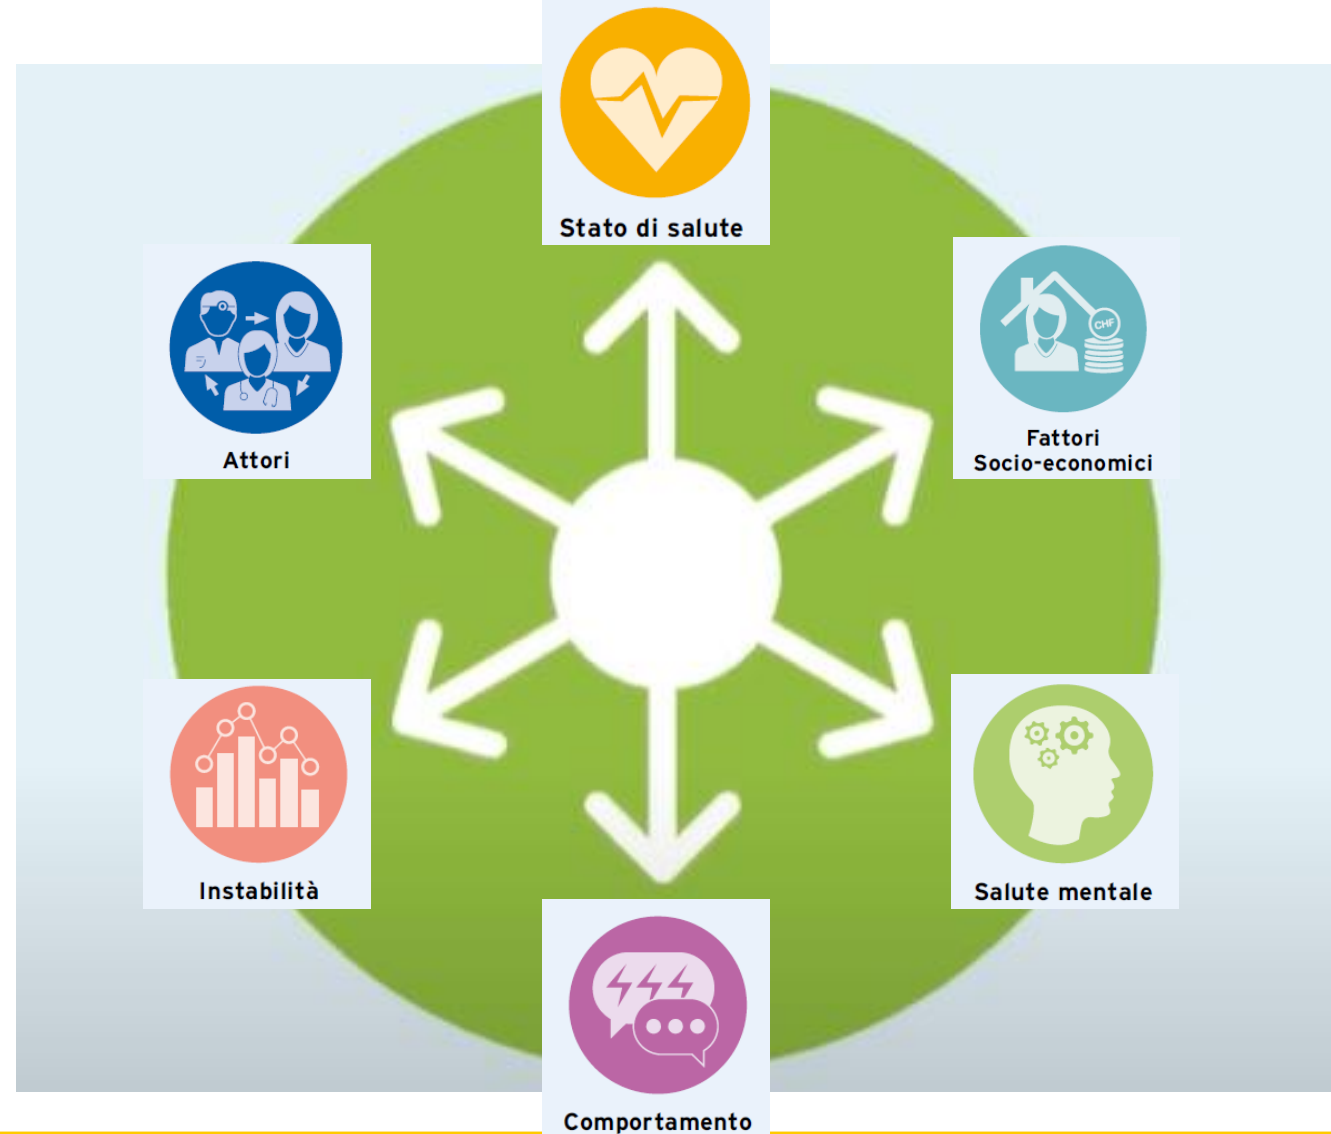 Stato di salute
Attori
CHF
Fattori
Socio-economici
Instabilità
Salute mentale
Comportamento